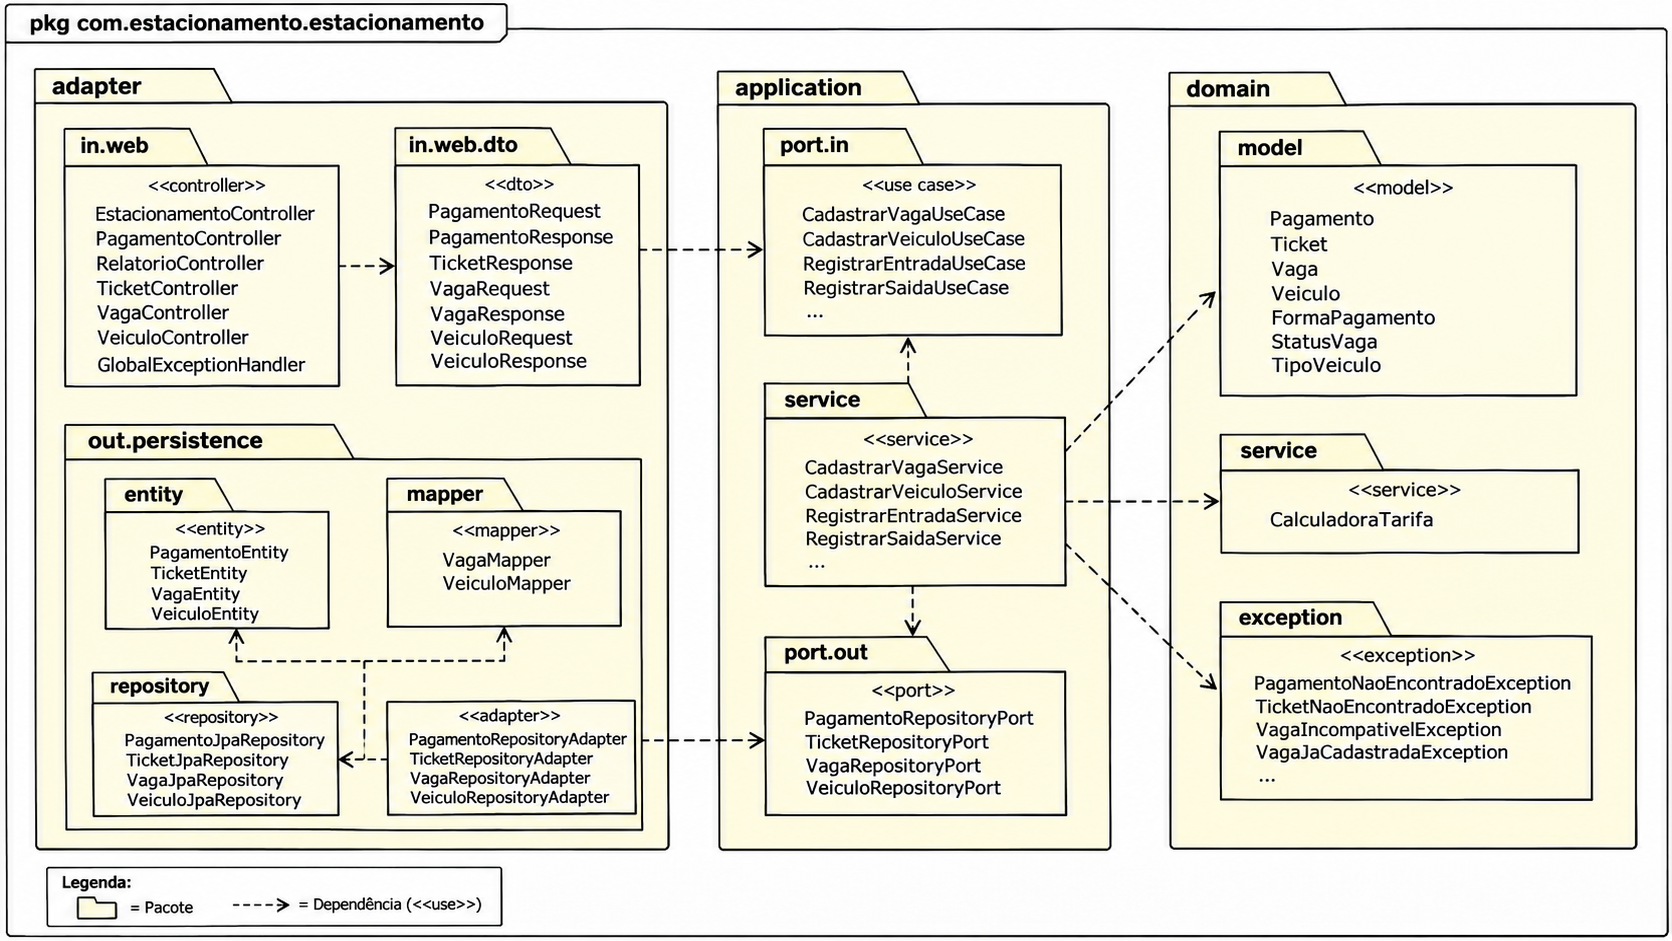 pkg com.estacionamento.estacionamento
adapter
in.web
<<controller>>
EstacionamentoController
PagamentoController
RelatorioController
TicketController
VagaController
VeiculoController
GlobalExceptionHandler
in.web.dto
<<dto>>
PagamentoRequest
PagamentoResponse
TicketResponse
VagaRequest
VagaResponse
VeiculoRequest
VeiculoResponse
out.persistence
entity
<<entity>>
PagamentoEntity
TicketEntity
VagaEntity
VeiculoEntity
mapper
<<mapper>>
VagaMapper
VeiculoMapper
repository
<<repository>>
PagamentoJpaRepository
TicketJpaRepository
VagaJpaRepository
VeiculoJpaRepository
<<adapter>>
PagamentoRepositoryAdapter
TicketRepositoryAdapter
VagaRepositoryAdapter
VeiculoRepositoryAdapter
application
port.in
<<use case>>
CadastrarVagaUseCase
CadastrarVeiculoUseCase
RegistrarEntradaUseCase
RegistrarSaidaUseCase
...
service
<<service>>
CadastrarVagaService
CadastrarVeiculoService
RegistrarEntradaService
RegistrarSaidaService
...
port.out
<<port>>
PagamentoRepositoryPort
TicketRepositoryPort
VagaRepositoryPort
VeiculoRepositoryPort
domain
model
<<model>>
Pagamento
Ticket
Vaga
Veiculo
FormaPagamento
StatusVaga
TipoVeiculo
service
<<service>>
CalculadoraTarifa
exception
<<exception>>
PagamentoNaoEncontradoException
TicketNaoEncontradoException
VagaIncompativelException
VagaJaCadastradaException
...
Legenda:
= Pacote
= Dependência (<<use>>)